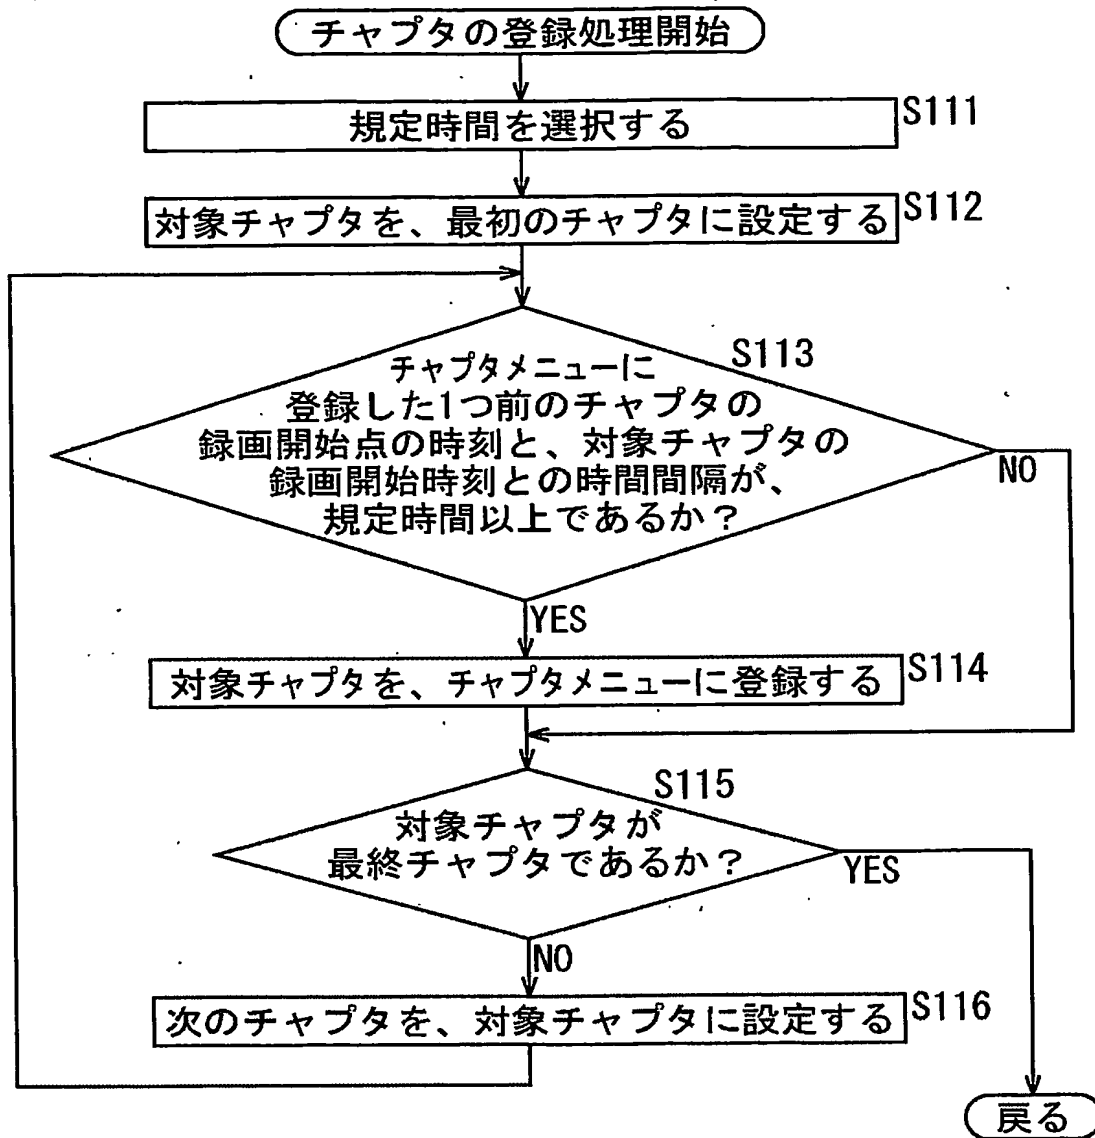 チャプタの登録処理開始
規定時間を選択する
S111
対象チャプタを、最初のチャプタに設定する
S112
S113
チャプタメニューに
登録した1つ前のチャプタの
録画開始点の時刻と、対象チャプタの
録画開始時刻との時間間隔が、
規定時間以上であるか？
NO
YES
対象チャプタを、チャプタメニューに登録する
S114
S115
対象チャプタが
最終チャプタであるか？
YES
NO
次のチャプタを、対象チャプタに設定する
S116
戻る